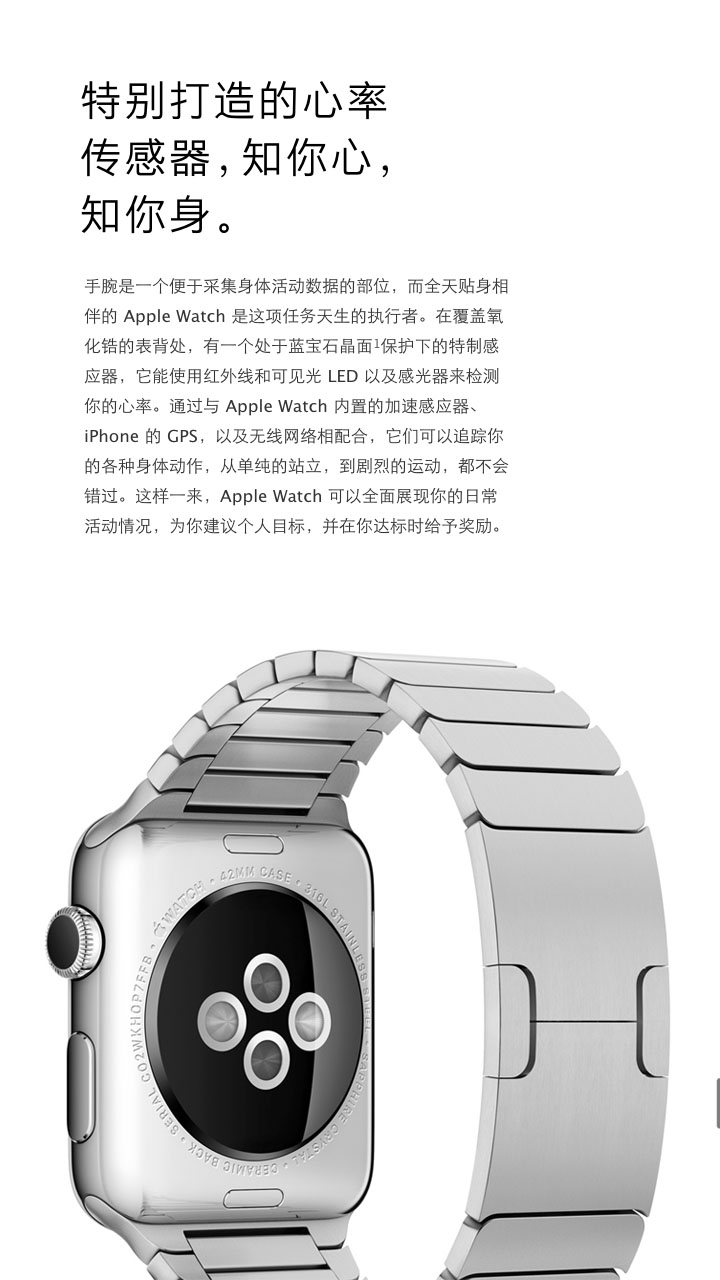 特别打造的心率
传感器，知你心，
知你身。
手腕是一个便于采集身体活动数据的部位，而全天贴身相
伴的 Apple Watch 是这项任务天生的执行者。在覆盖氧
化锆的表背处，有一个处于蓝宝石晶面¹保护下的特制感
应器，它能使用红外线和可见光 LED 以及感光器来检测
你的心率。通过与 Apple Watch 内置的加速感应器、
iPhone 的 GPS，以及无线网络相配合，它们可以追踪你
的各种身体动作，从单纯的站立，到剧烈的运动，都不会
错过。这样一来，Apple Watch 可以全面展现你的日常
活动情况，为你建议个人目标，并在你达标时给予奖励。
WATCH • 42MM CASE • 316L STAINLESS STEEL • SAPPHIRE CRYSTAL • CERAMIC BACK • SERIAL CO2WKHOP7FFB •